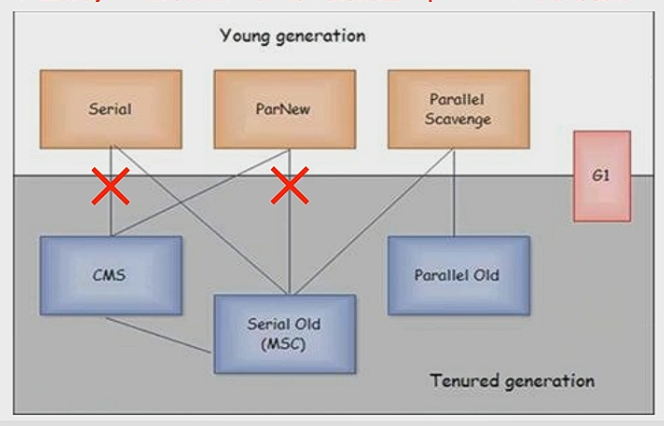 Young generation
Serial
ParNew
Parallel
Scavenge
G1
CMS
Parallel Old
Serial Old
(MSC)
Tenured generation